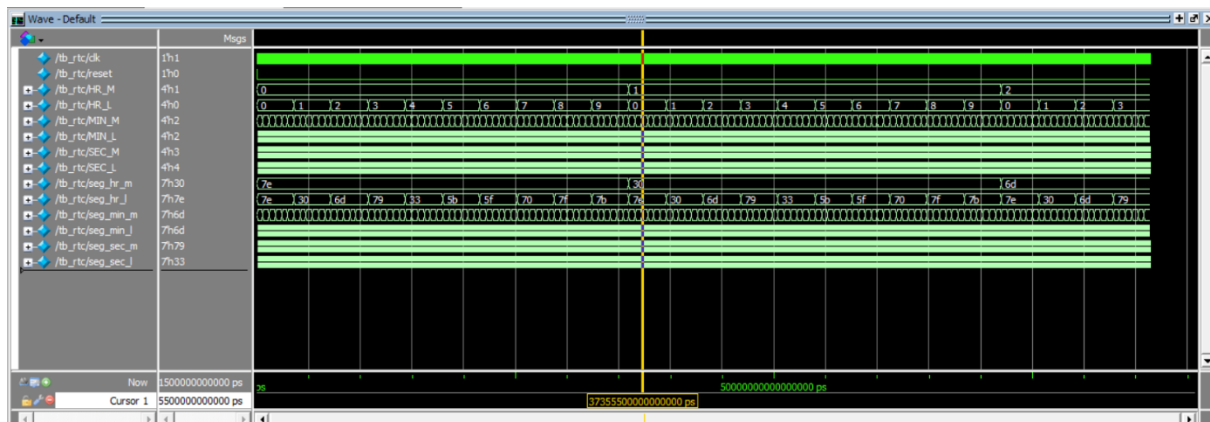 Wave - Default
Msgs
/tb_rtc/clk 1'h1
/tb_rtc/reset 1'h0
/tb_rtc/HR_M 4'h1 0 1 2
/tb_rtc/HR_L 4'h0 0 1 2 3 4 5 6 7 8 9 0 1 2 3 4 5 6 7 8 9 0 1 2 3
/tb_rtc/MIN_M 4'h2
/tb_rtc/MIN_L 4'h2
/tb_rtc/SEC_M 4'h3
/tb_rtc/SEC_L 4'h4
/tb_rtc/seg_hr_m 7'h30 7e 30 6d
/tb_rtc/seg_hr_l 7'h7e 7e 30 6d 79 33 5b 5f 70 7f 7b 7e 30 6d 79 33 5b 5f 70 7f 7b 7e 30 6d 79
/tb_rtc/seg_min_m 7'h6d
/tb_rtc/seg_min_l 7'h6d
/tb_rtc/seg_sec_m 7'h79
/tb_rtc/seg_sec_l 7'h33
Now 1500000000000 ps ps 50000000000000000 ps
Cursor 1 5500000000000 ps 37355500000000000 ps